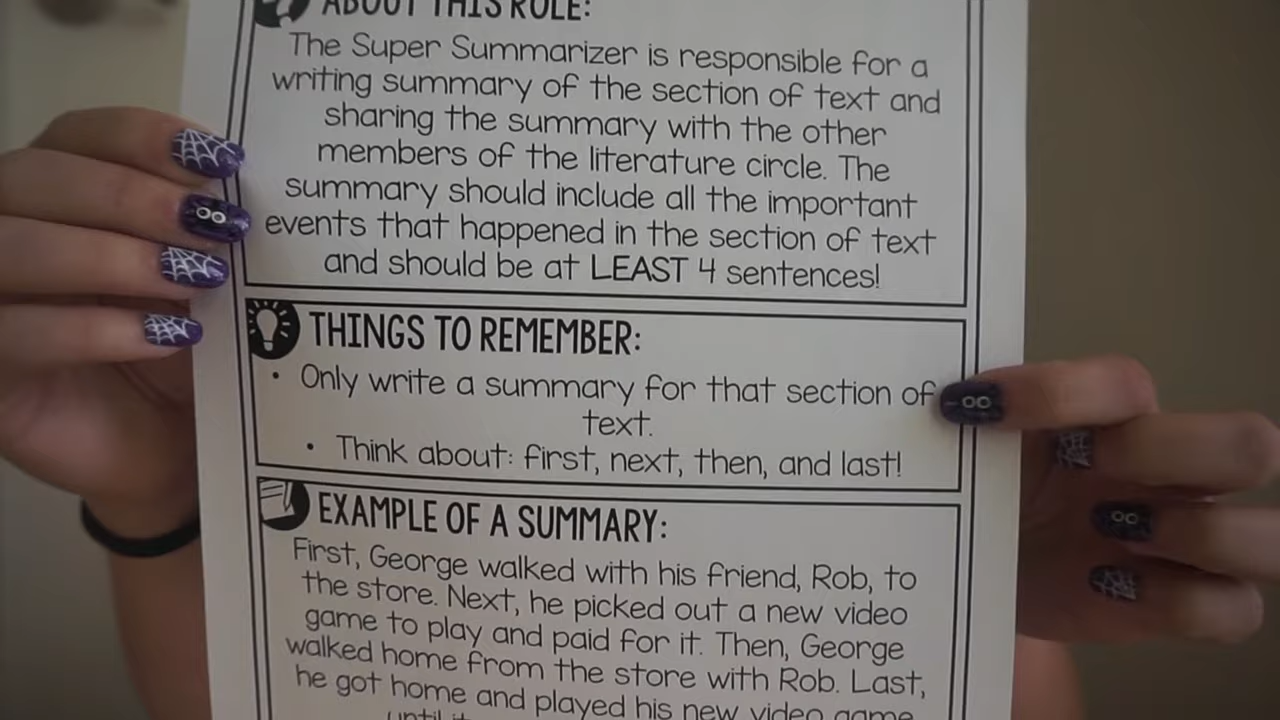 ABOUT THIS ROLE:
The Super Summarizer is responsible for a
writing summary of the section of text and
sharing the summary with the other
members of the literature circle. The
summary should include all the important
events that happened in the section of text
and should be at LEAST 4 sentences!
THINGS TO REMEMBER:
• Only write a summary for that section of
text.
• Think about: first, next, then, and last!
EXAMPLE OF A SUMMARY:
First, George walked with his friend, Rob, to
the store. Next, he picked out a new video
game to play and paid for it. Then, George
walked home from the store with Rob. Last,
he got home and played his new video game
until it